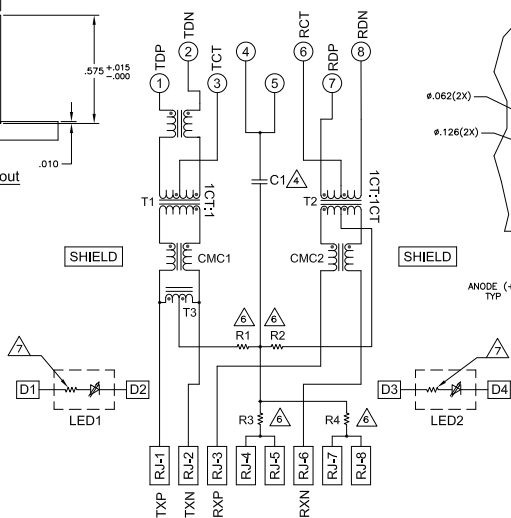 .575 +.015 -.000
.010
out
TDP
TDN
TCT
RCT
RDP
RDN
1
2
3
4
5
6
7
8
ø.062(2X)
ø.126(2X)
C1
4
T1
1CT:1
T2
1CT:1CT
SHIELD
CMC1
CMC2
SHIELD
ANODE (+
TYP
T3
6
6
R1
R2
7
7
D1
D2
LED1
D3
D4
LED2
R3
6
R4
6
RJ-1
RJ-2
RJ-3
RJ-4
RJ-5
RJ-6
RJ-7
RJ-8
TXP
TXN
RXP
RXN